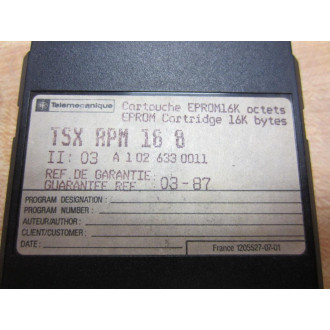 Telemecanique
Cartouche EPROM16K octets
EPROM Cartridge 16K bytes
TSX RPM 16 8
II: 03 A 1 02 633 0011
REF. DE GARANTIE:
GUARANTEE REF. 03-87
PROGRAM DESIGNATION:
PROGRAM NUMBER:
AUTEUR/AUTHOR:
CLIENT/CUSTOMER:
DATE:
France 1205527-07-01